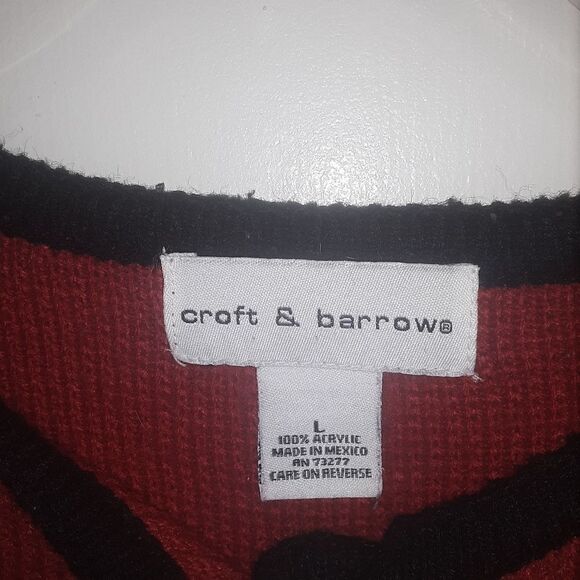 croft & barrow®
L
100% ACRYLIC
MADE IN MEXICO
RN 73277
CARE ON REVERSE